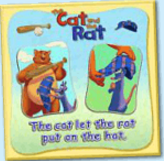 The Cat and the Rat
The cat let the rat
put on the hat.